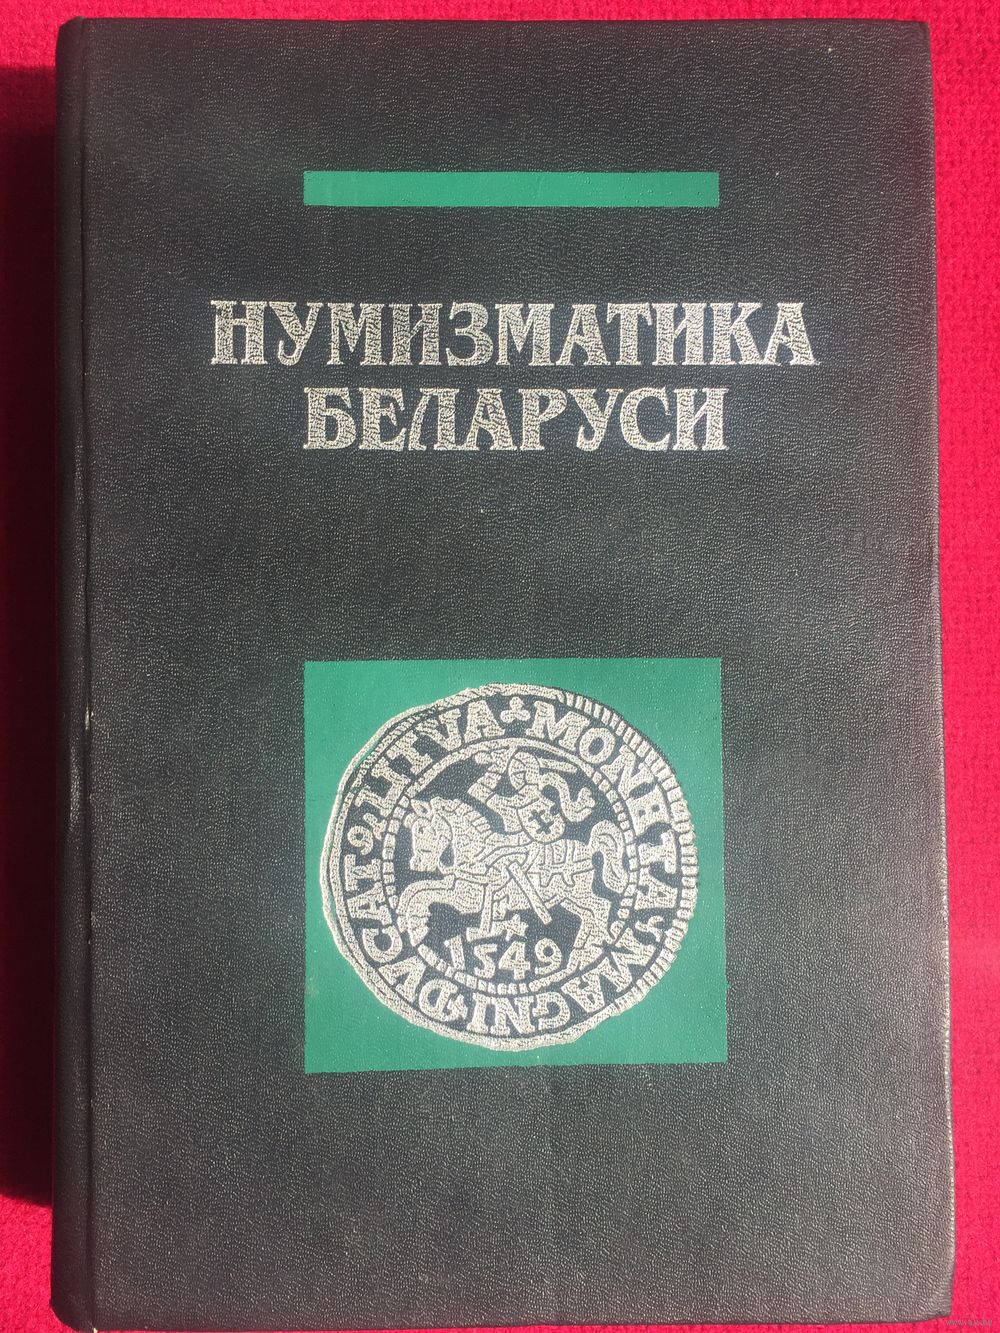 НУМИЗМАТИКА
БЕЛАРУСИ
MONETA MAGNI DVCAT LITVA
1549